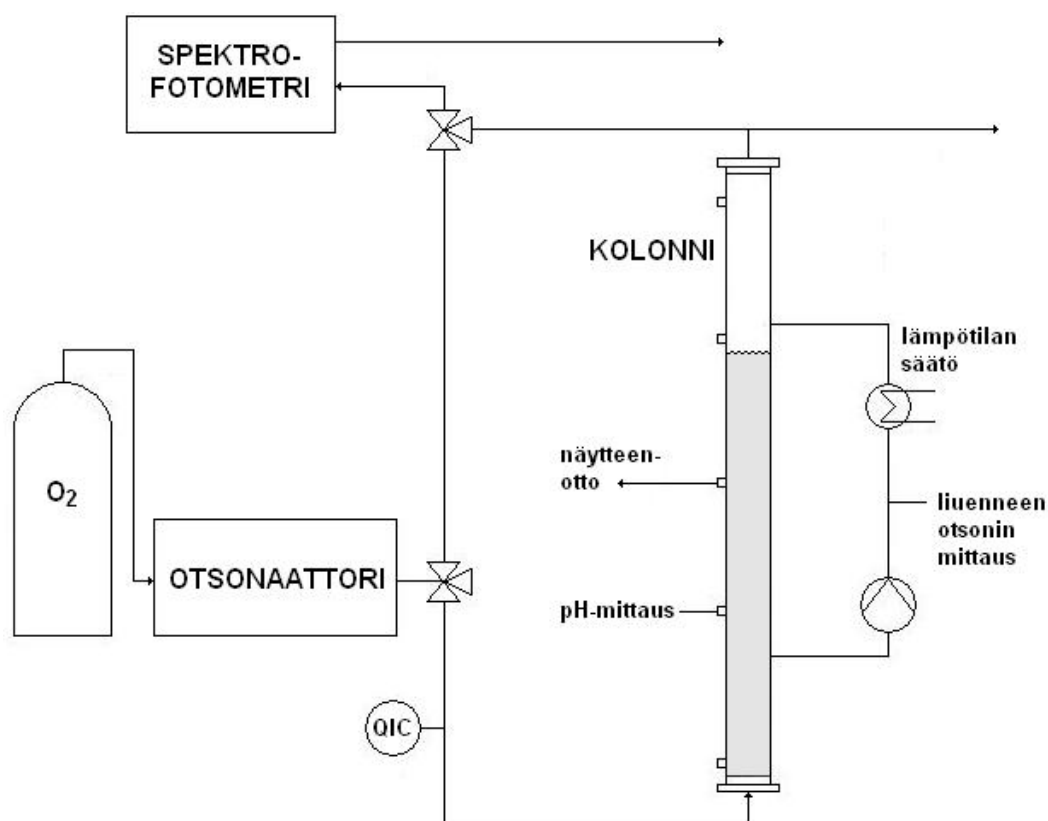 SPEKTRO-
FOTOMETRI
KOLONNI
lämpötilan
säätö
näytteen-
otto
O2
liuenneen
otsonin
mittaus
OTSONAATTORI
pH-mittaus
QIC